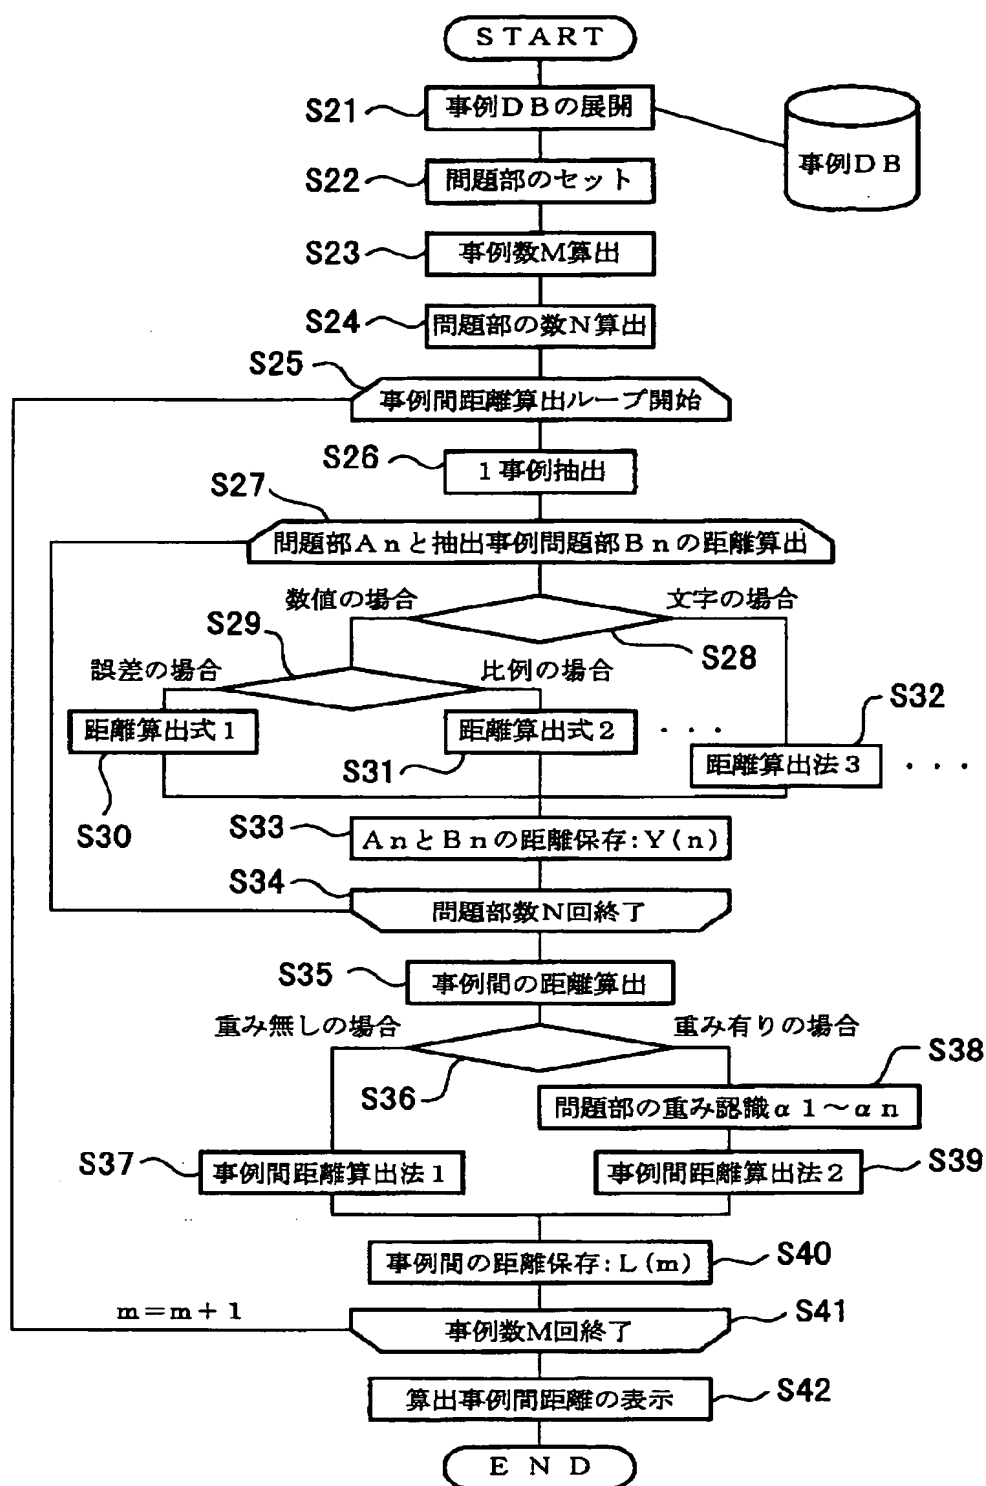 START
S21
事例DBの展開
事例DB
S22
問題部のセット
S23
事例数M算出
S24
問題部の数N算出
S25
事例間距離算出ループ開始
S26
1事例抽出
S27
問題部Anと抽出事例問題部Bnの距離算出
数値の場合
文字の場合
S28
S29
誤差の場合
比例の場合
距離算出式1
S30
距離算出式2
S31
・・・
S32
距離算出法3
・・・
S33
AnとBnの距離保存:Y(n)
S34
問題部数N回終了
S35
事例間の距離算出
重み無しの場合
重み有りの場合
S36
S38
問題部の重み認識α1~αn
S37
事例間距離算出法1
事例間距離算出法2
S39
事例間の距離保存:L(m)
S40
m=m+1
事例数M回終了
S41
算出事例間距離の表示
S42
END